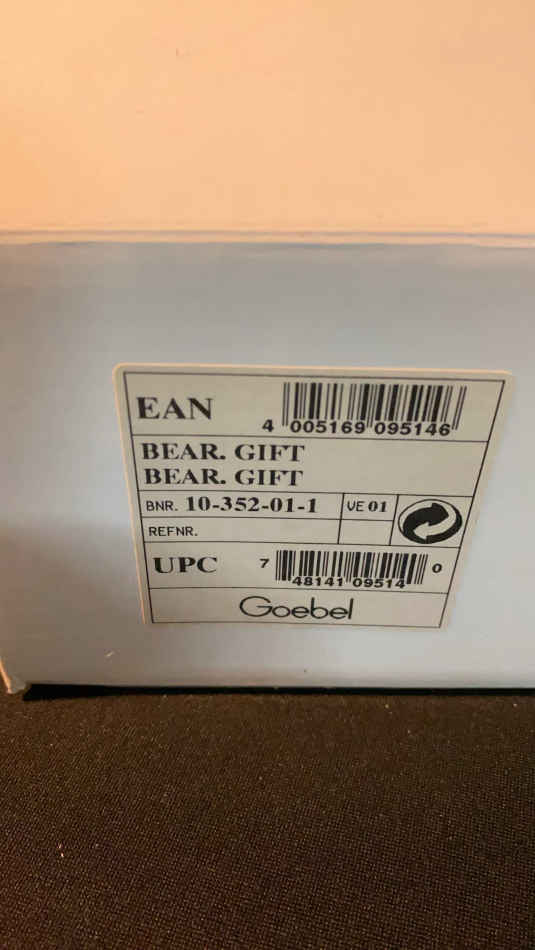 EAN 4 005169 095146
BEAR. GIFT
BEAR. GIFT
BNR. 10-352-01-1 VE 01
REFNR.
UPC 7 48141 09514 0
Goebel